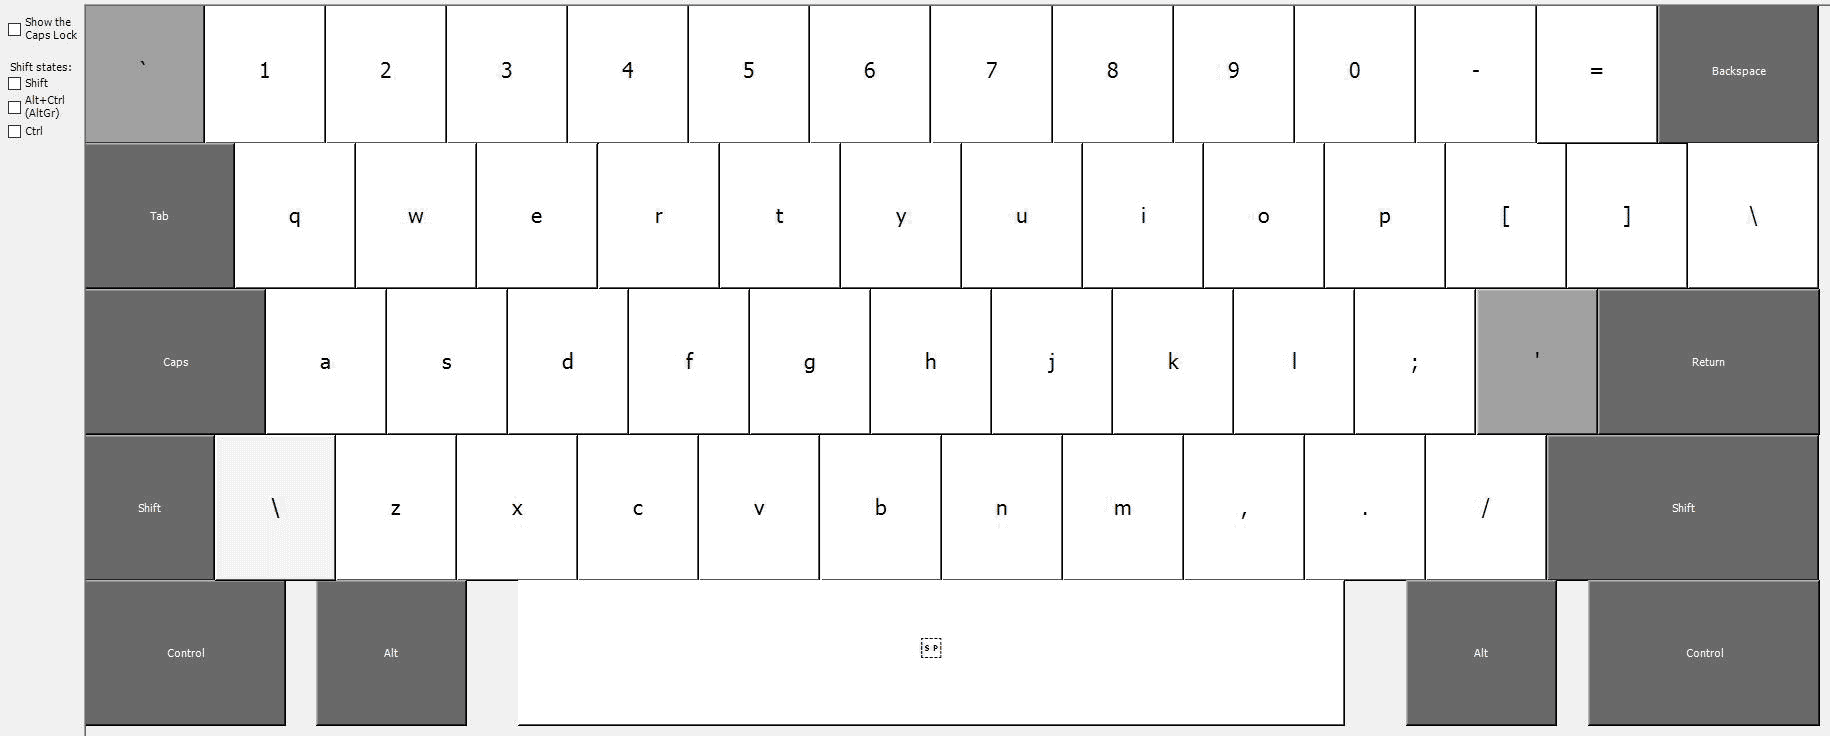 Show the
Caps Lock
Shift states:
Shift
Alt+Ctrl
(AltGr)
Ctrl
` 1 2 3 4 5 6 7 8 9 0 - = Backspace
Tab q w e r t y u i o p [ ] \
Caps a s d f g h j k l ; ' Return
Shift \ z x c v b n m , . / Shift
Control Alt SP Alt Control